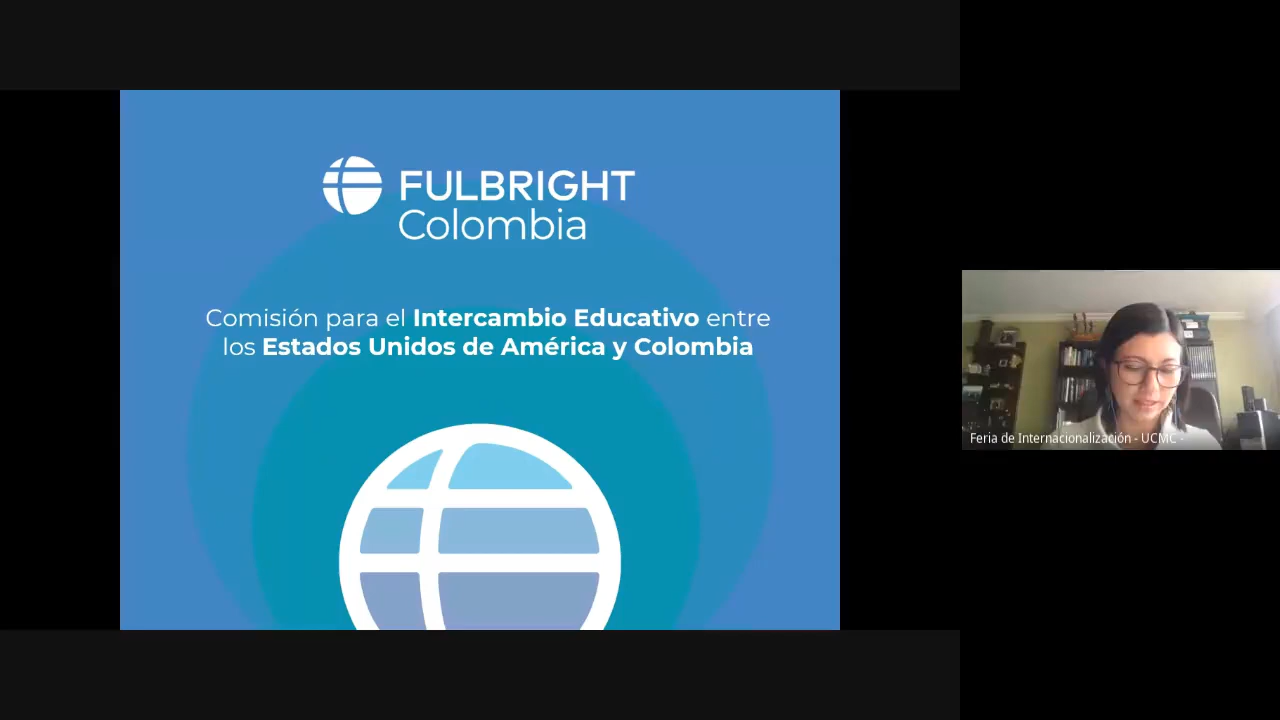 FULBRIGHT
Colombia
Comisión para el Intercambio Educativo entre
los Estados Unidos de América y Colombia
Feria de Internacionalización - UCMC -